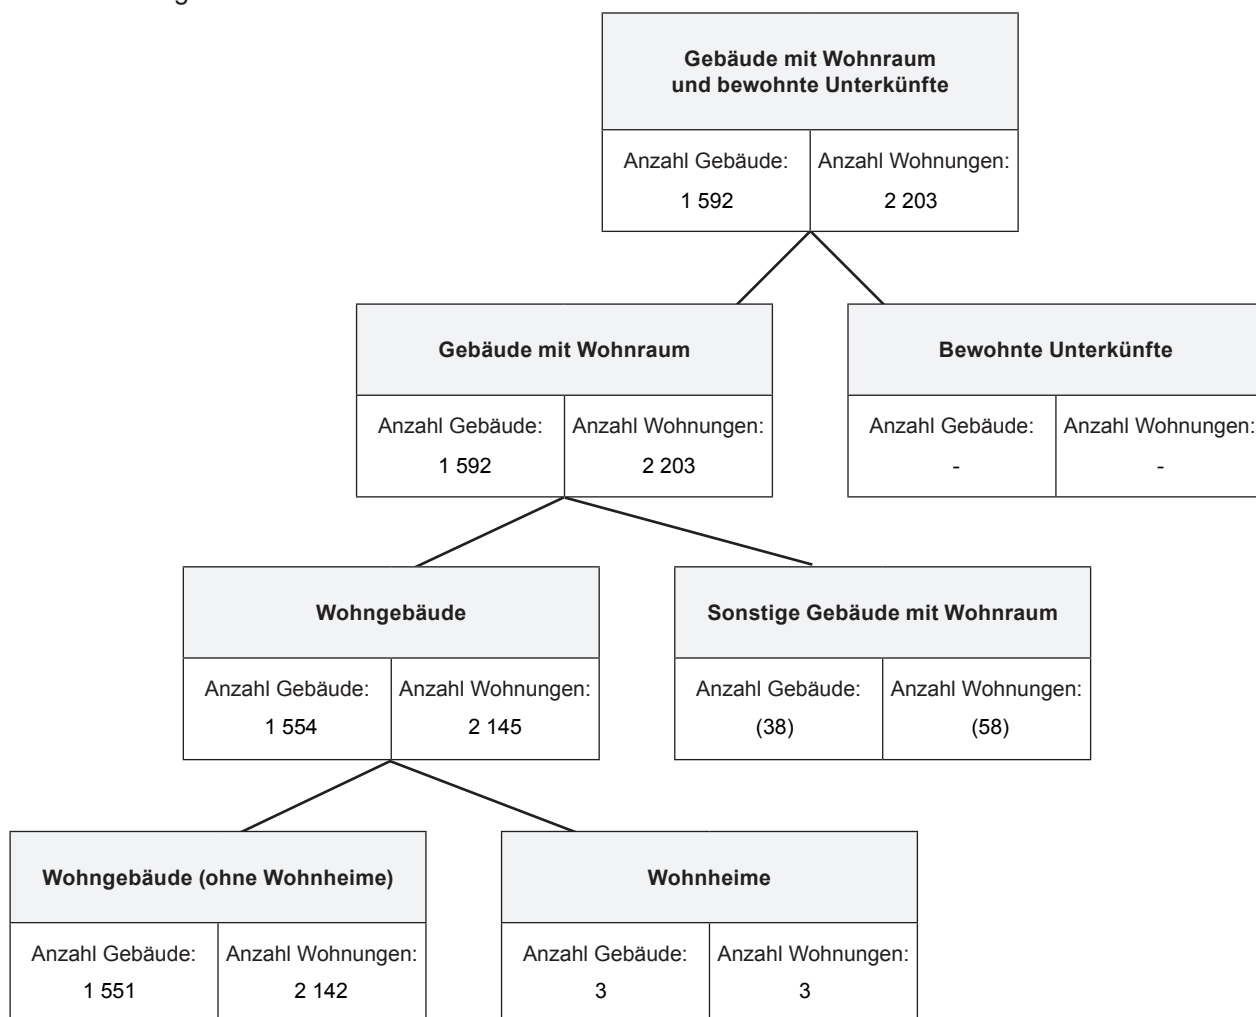 Gebäude mit Wohnraum
und bewohnte Unterkünfte
Anzahl Gebäude: Anzahl Wohnungen:
1 592 2 203
Gebäude mit Wohnraum
Anzahl Gebäude: Anzahl Wohnungen:
1 592 2 203
Bewohnte Unterkünfte
Anzahl Gebäude: Anzahl Wohnungen:
- -
Wohngebäude
Anzahl Gebäude: Anzahl Wohnungen:
1 554 2 145
Sonstige Gebäude mit Wohnraum
Anzahl Gebäude: Anzahl Wohnungen:
(38) (58)
Wohngebäude (ohne Wohnheime)
Anzahl Gebäude: Anzahl Wohnungen:
1 551 2 142
Wohnheime
Anzahl Gebäude: Anzahl Wohnungen:
3 3